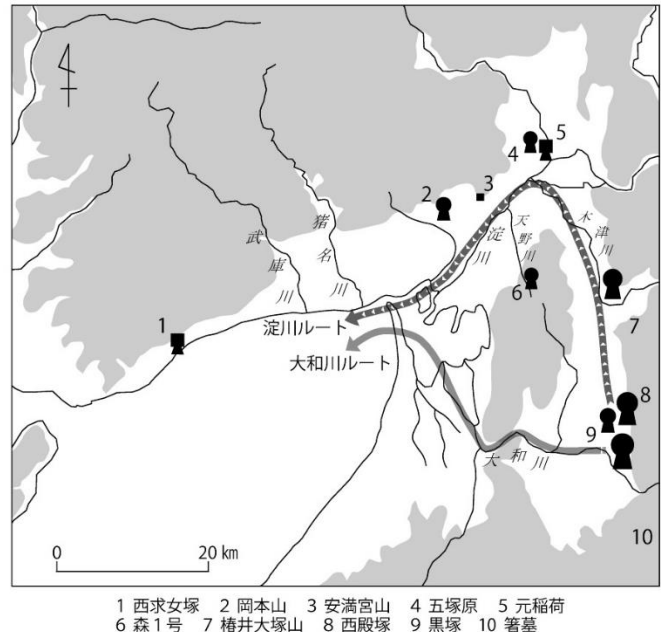 4
5
2
3
淀川
天野川
木津川
猪名川
武庫川
6
1
淀川ルート
7
大和川ルート
8
9
大和川
10
0 20 km
1 西求女塚 2 岡本山 3 安満宮山 4 五塚原 5 元稲荷
6 森1号 7 椿井大塚山 8 西殿塚 9 黒塚 10 箸墓